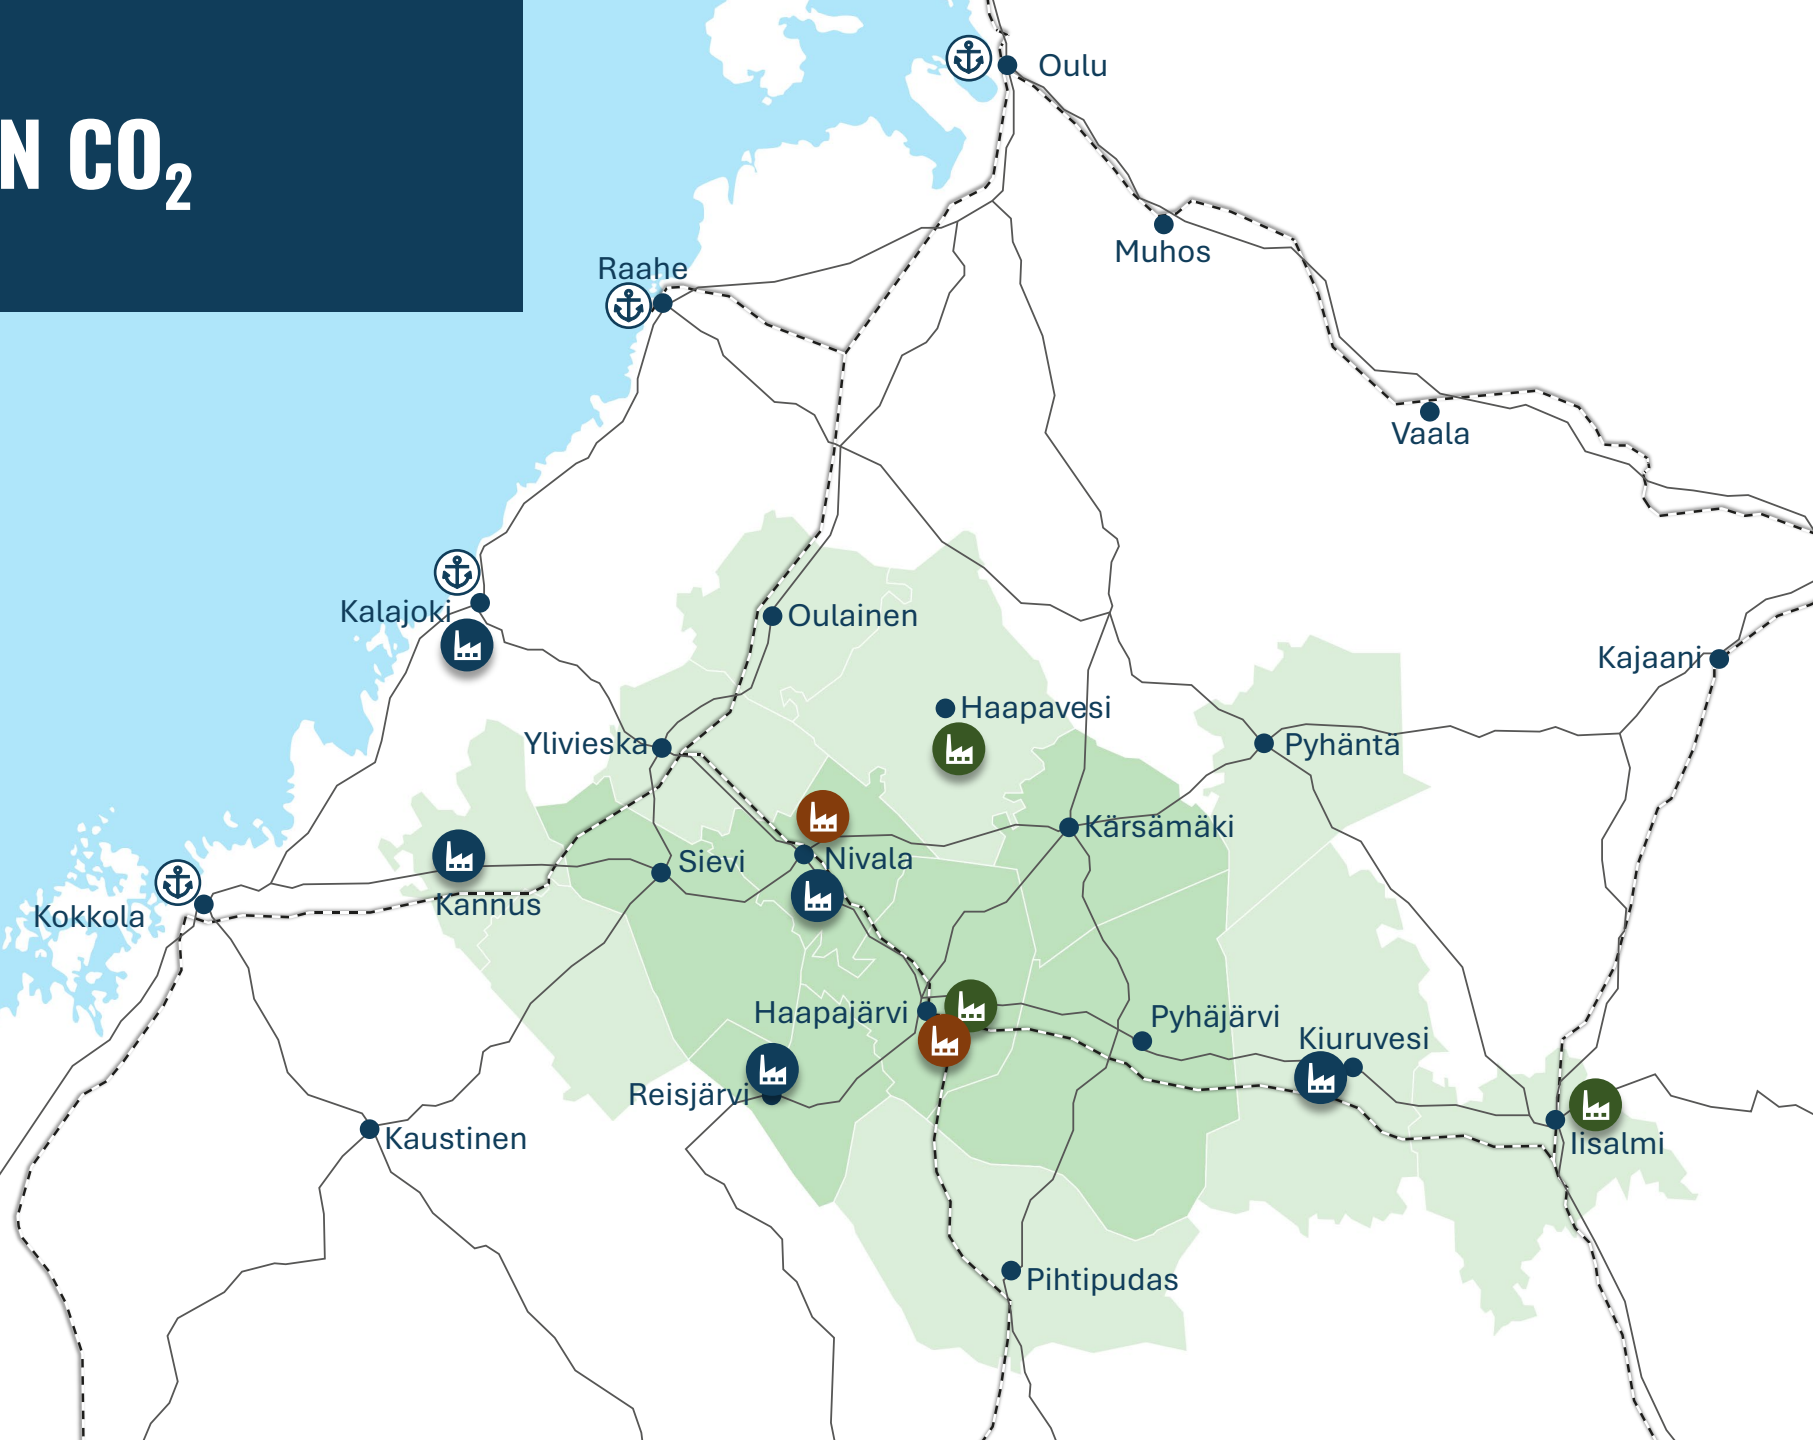 N CO₂
Oulu
Muhos
Raahe
Vaala
Kalajoki
Oulainen
Kajaani
Haapavesi
Ylivieska
Pyhäntä
Kärsämäki
Sievi
Nivala
Kannus
Kokkola
Haapajärvi
Pyhäjärvi
Kiuruvesi
Reisjärvi
Kaustinen
Iisalmi
Pihtipudas